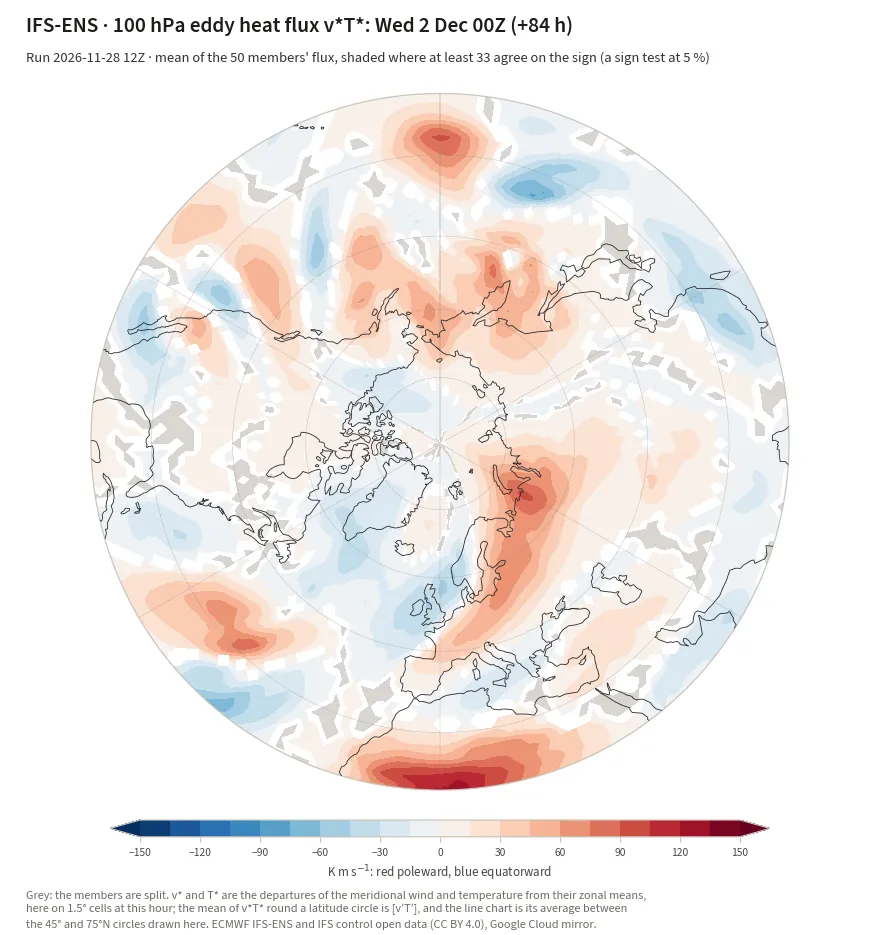 IFS-ENS · 100 hPa eddy heat flux v*T*: Wed 2 Dec 00Z (+84 h)
Run 2026-11-28 12Z · mean of the 50 members' flux, shaded where at least 33 agree on the sign (a sign test at 5 %)
−150 −120 −90 −60 −30 0 30 60 90 120 150
K m s⁻¹: red poleward, blue equatorward
Grey: the members are split. v* and T* are the departures of the meridional wind and temperature from their zonal means,
here on 1.5° cells at this hour; the mean of v*T* round a latitude circle is [v'T'], and the line chart is its average between
the 45° and 75°N circles drawn here. ECMWF IFS-ENS and IFS control open data (CC BY 4.0), Google Cloud mirror.